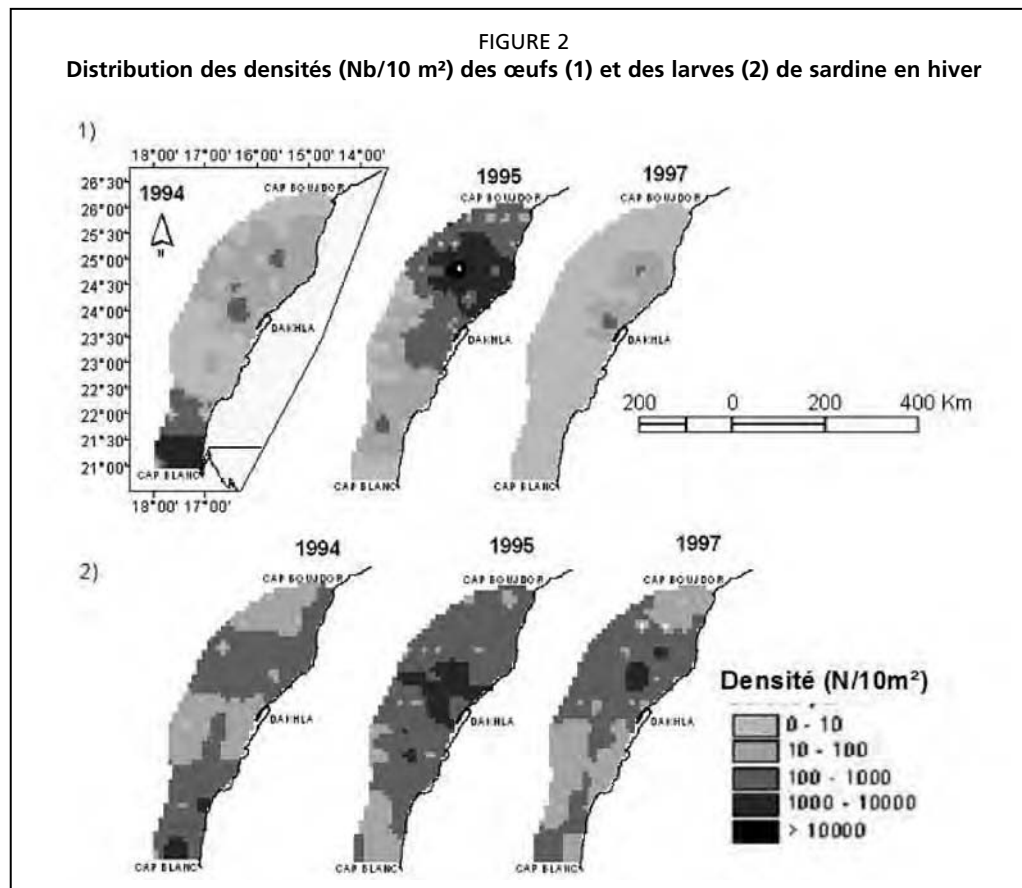 FIGURE 2
Distribution des densités (Nb/10 m²) des œufs (1) et des larves (2) de sardine en hiver
1)
18°00' 17°00' 16°00' 15°00' 14°00'
26°30'
26°00'
25°30'
25°00'
24°30'
24°00'
23°30'
23°00'
22°30'
22°00'
21°30'
21°00'
18°00' 17°00'
1994
N
CAP BOUJDOR
DAKHLA
CAP BLANC
1995
CAP BOUJDOR
DAKHLA
CAP BLANC
1997
CAP BOUJDOR
DAKHLA
CAP BLANC
200 0 200 400 Km
2)
1994
CAP BOUJDOR
DAKHLA
CAP BLANC
1995
CAP BOUJDOR
DAKHLA
CAP BLANC
1997
CAP BOUJDOR
DAKHLA
CAP BLANC
Densité (N/10m²)
0 - 10
10 - 100
100 - 1000
1000 - 10000
> 10000